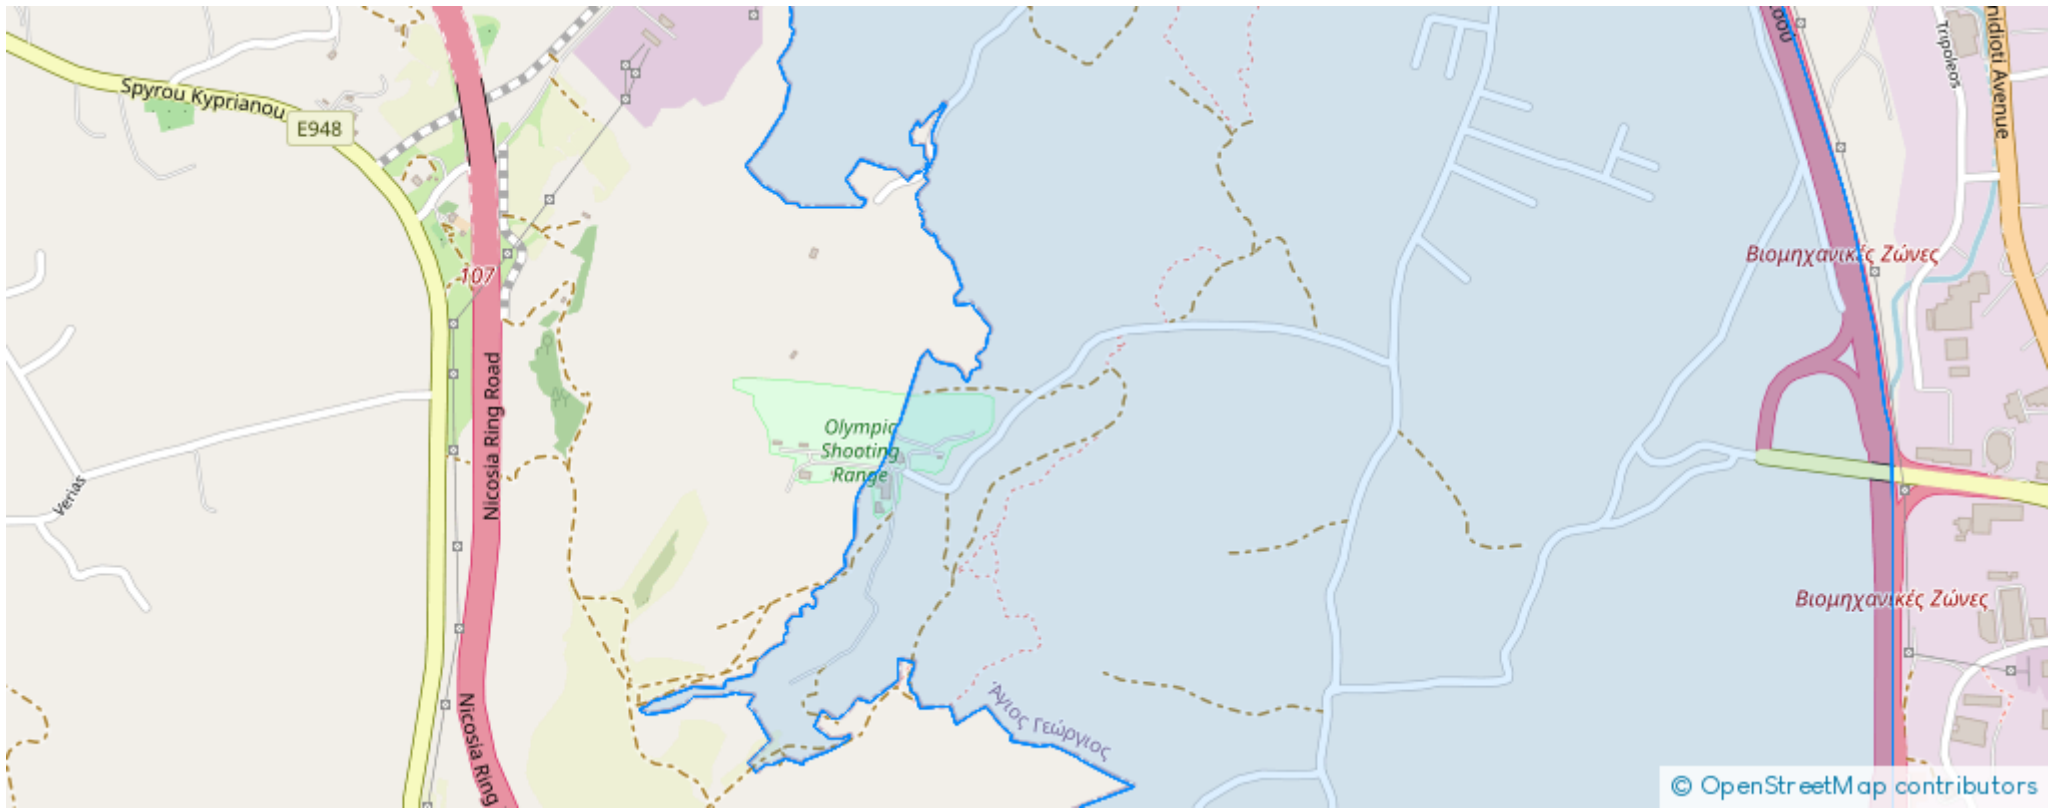 Spyrou Kyprianou
E948
107
Nicosia Ring Road
Nicosia Ring
Verias
Olympic
Shooting
Range
Άγιος Γεώργιος
Βιομηχανικές Ζώνες
Βιομηχανικές Ζώνες
Tripoleos
nidioti Avenue
© OpenStreetMap contributors